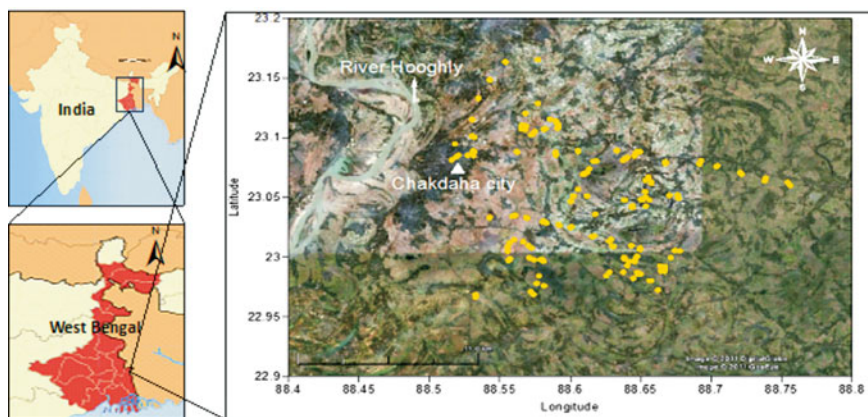 N
India
N
West Bengal
Latitude
23.2
23.15
23.1
23.05
23
22.95
22.9
River Hooghly
Chakdaha city
N
W E
S
88.4 88.45 88.5 88.55 88.6 88.65 88.7 88.75 88.8
Longitude